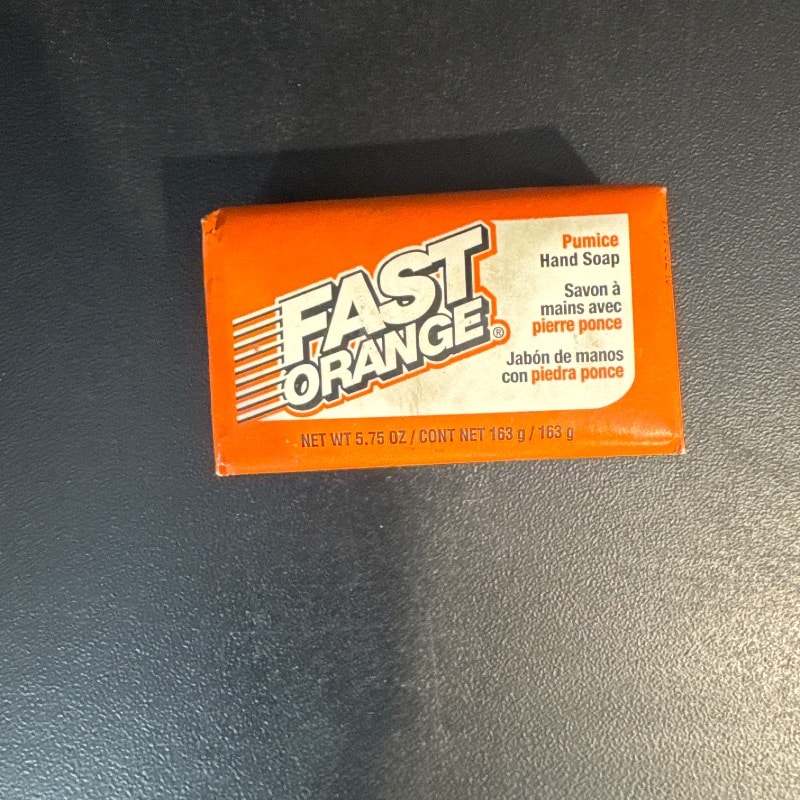 FAST
ORANGE®
Pumice
Hand Soap
Savon à
mains avec
pierre ponce
Jabón de manos
con piedra ponce
NET WT 5.75 OZ / CONT NET 163 g / 163 g